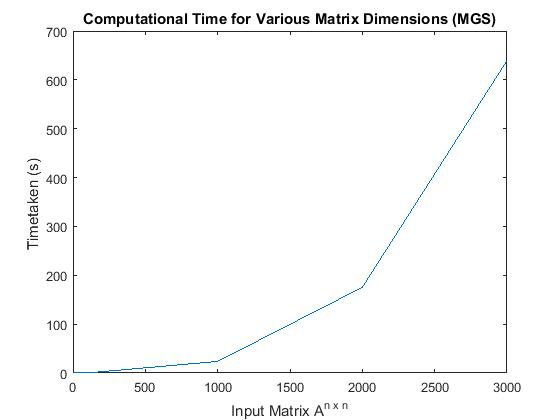 Computational Time for Various Matrix Dimensions (MGS)
700
600
500
400
300
200
100
0
Timetaken (s)
0 500 1000 1500 2000 2500 3000
Input Matrix A^n x n